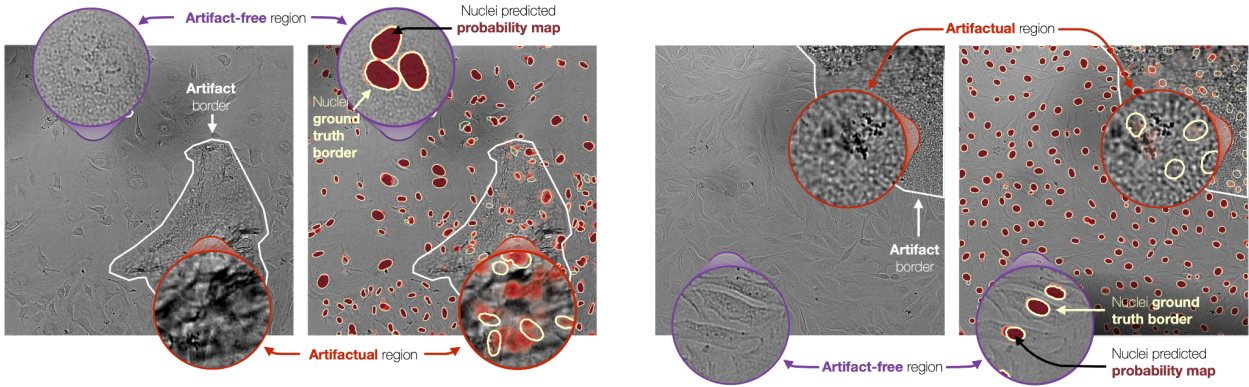 Artifact-free region
Nuclei predicted
probability map
Artifact
border
Nuclei
ground
truth
border
Artifactual region
Artifactual region
Artifact
border
Nuclei ground
truth border
Nuclei predicted
probability map
Artifact-free region